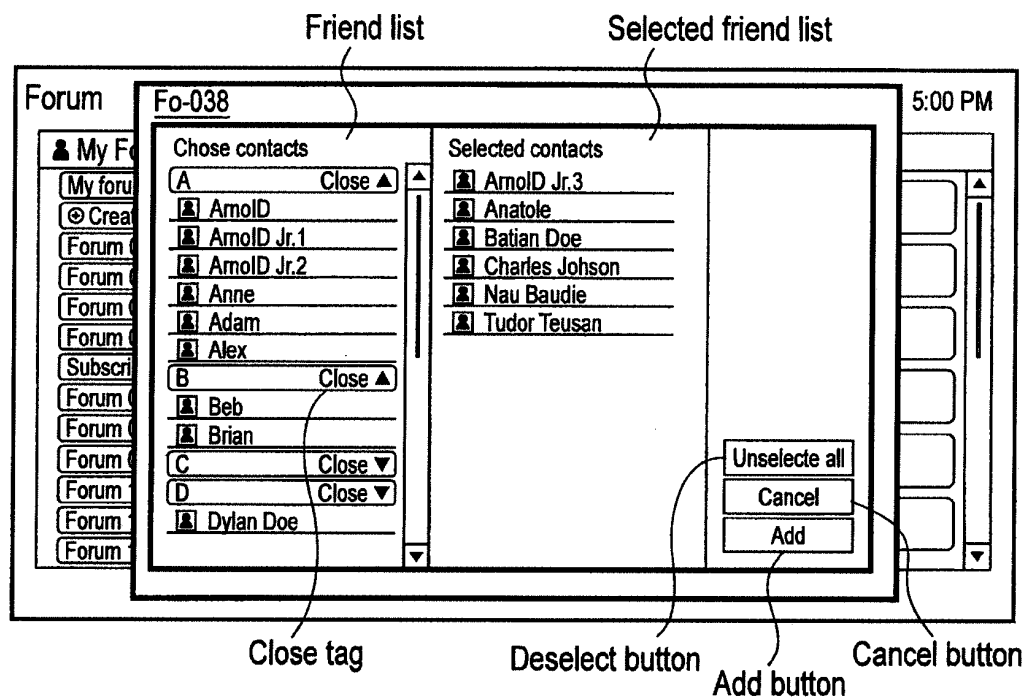 Friend list
Selected friend list
Forum
Fo-038
5:00 PM
My Fo
My foru
Creat
Forum
Forum
Forum
Forum
Subscri
Forum
Forum
Forum
Forum 1
Forum 1
Forum 1
Chose contacts
A Close ▲
ArnolD
ArnolD Jr.1
ArnolD Jr.2
Anne
Adam
Alex
B Close ▲
Beb
Brian
C Close ▼
D Close ▼
Dylan Doe
Selected contacts
ArnolD Jr.3
Anatole
Batian Doe
Charles Johson
Nau Baudie
Tudor Teusan
Unselecte all
Cancel
Add
Close tag
Deselect button
Add button
Cancel button